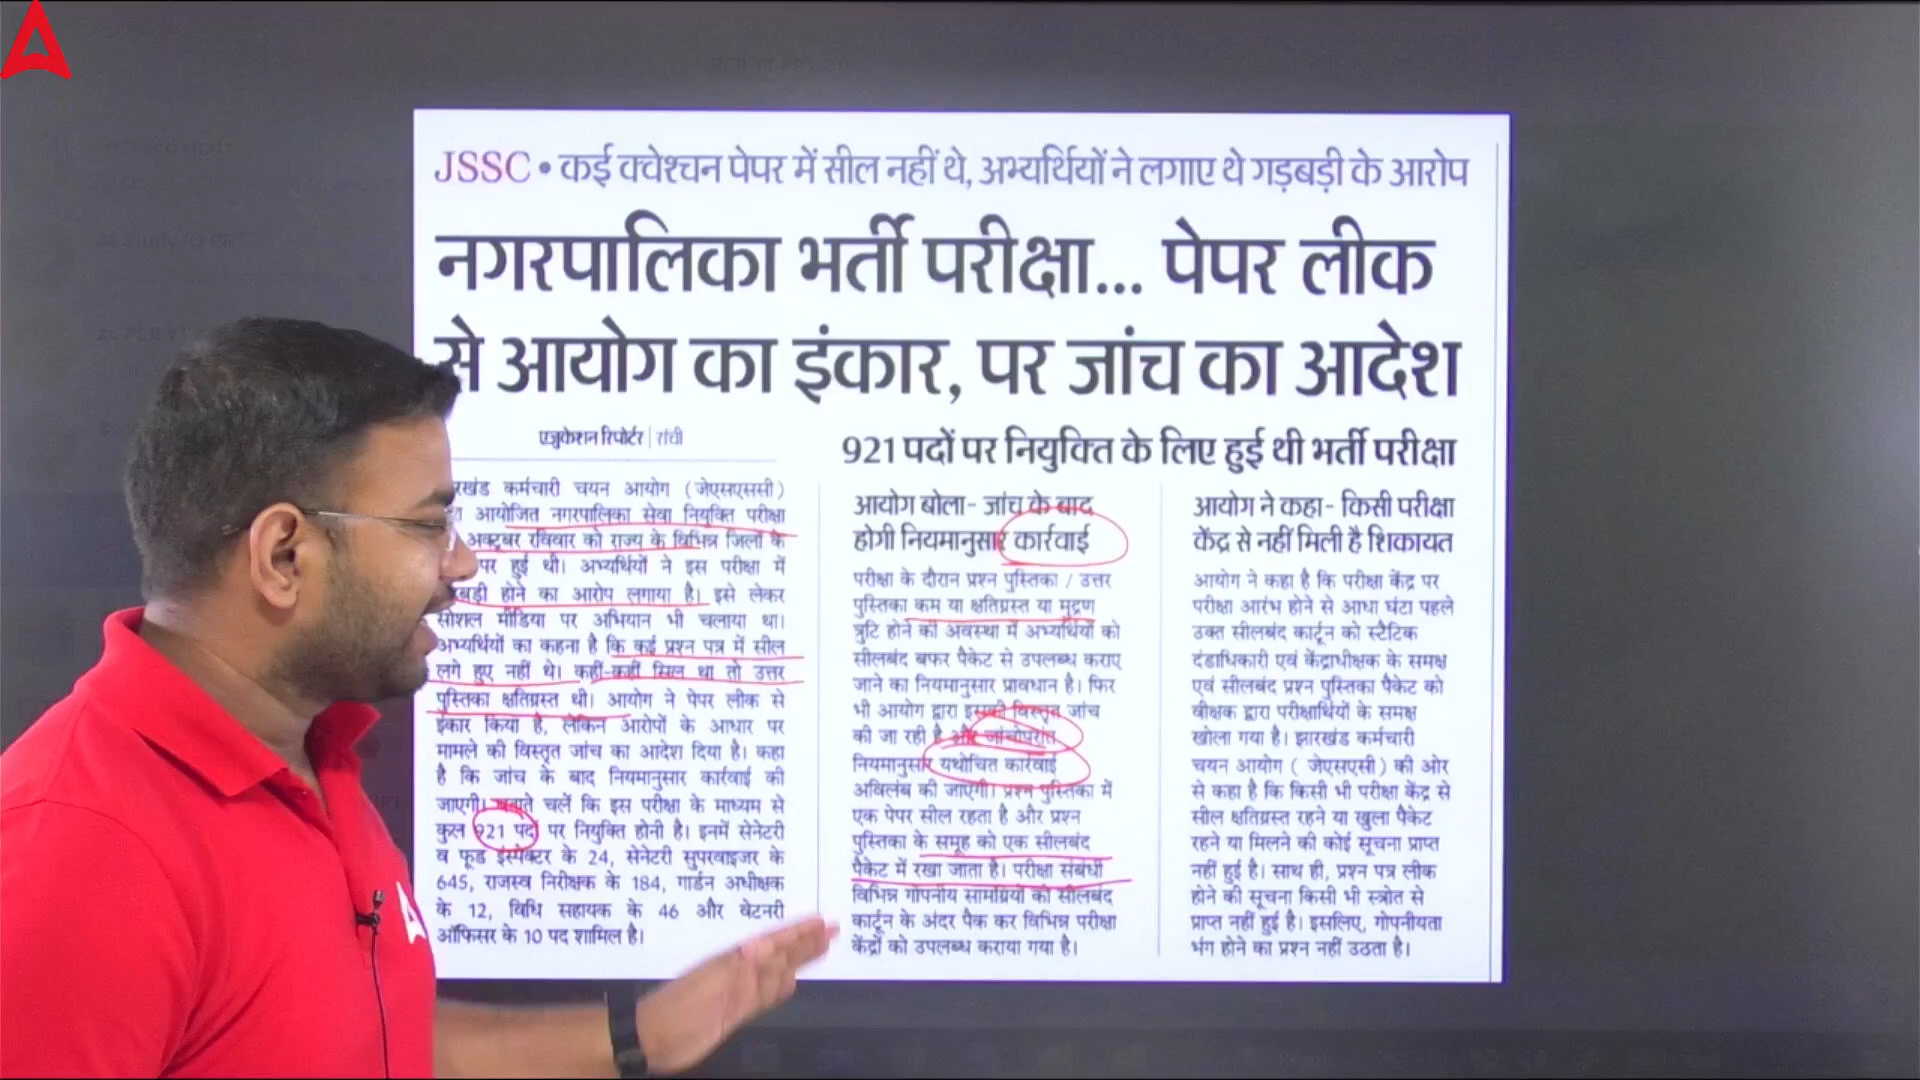 JSSC • कई क्वेश्चन पेपर में सील नहीं थे, अभ्यर्थियों ने लगाए थे गड़बड़ी के आरोप
नगरपालिका भर्ती परीक्षा... पेपर लीक
से आयोग का इंकार, पर जांच का आदेश
एजुकेशन रिपोर्टर | रांची
कर्मचारी चयन आयोग (जेएसएससी)
आयोजित नगरपालिका सेवा नियुक्ति परीक्षा
अक्टूबर रविवार को राज्य के विभिन्न जिलों के
पर हुई थी। अभ्यर्थियों ने इस परीक्षा में
होने का आरोप लगाया है। इसे लेकर
सोशल मीडिया पर अभियान भी चलाया था।
अभ्यर्थियों का कहना है कि कई प्रश्न पत्र में सील
लगे हुए नहीं थे। कहीं-कहीं सिल था तो उत्तर
पुस्तिका क्षतिग्रस्त थी। आयोग ने पेपर लीक से
इंकार किया है, लेकिन आरोपों के आधार पर
मामले की विस्तृत जांच का आदेश दिया है। कहा
है कि जांच के बाद नियमानुसार कार्रवाई की
जाएगी। बताते चलें कि इस परीक्षा के माध्यम से
कुल 921 पद पर नियुक्ति होनी है। इनमें सेनेटरी
व फूड इंस्पेक्टर के 24, सेनेटरी सुपरवाइजर के
645, राजस्व निरीक्षक के 184, गार्डन अधीक्षक
के 12, विधि सहायक के 46 और वेटनरी
ऑफिसर के 10 पद शामिल है।
921 पदों पर नियुक्ति के लिए हुई थी भर्ती परीक्षा
आयोग बोला- जांच के बाद
होगी नियमानुसार कार्रवाई
परीक्षा के दौरान प्रश्न पुस्तिका / उत्तर
पुस्तिका कम या क्षतिग्रस्त या मुद्रण
त्रुटि होने की अवस्था में अभ्यर्थियों को
सीलबंद बफर पैकेट से उपलब्ध कराए
जाने का नियमानुसार प्रावधान है। फिर
भी आयोग द्वारा इसकी विस्तृत जांच
की जा रही है और जांचोपरांत
नियमानुसार यथोचित कार्रवाई
अविलंब की जाएगी। प्रश्न पुस्तिका में
एक पेपर सील रहता है और प्रश्न
पुस्तिका के समूह को एक सीलबंद
पैकेट में रखा जाता है। परीक्षा संबंधी
विभिन्न गोपनीय सामग्रियों को सीलबंद
कार्टून के अंदर पैक कर विभिन्न परीक्षा
केंद्रों को उपलब्ध कराया गया है।
आयोग ने कहा- किसी परीक्षा
केंद्र से नहीं मिली है शिकायत
आयोग ने कहा है कि परीक्षा केंद्र पर
परीक्षा आरंभ होने से आधा घंटा पहले
उक्त सीलबंद कार्टून को स्टैटिक
दंडाधिकारी एवं केंद्राधीक्षक के समक्ष
एवं सीलबंद प्रश्न पुस्तिका पैकेट को
वीक्षक द्वारा परीक्षार्थियों के समक्ष
खोला गया है। झारखंड कर्मचारी
चयन आयोग ( जेएसएससी) की ओर
से कहा है कि किसी भी परीक्षा केंद्र से
सील क्षतिग्रस्त रहने या खुला पैकेट
रहने या मिलने की कोई सूचना प्राप्त
नहीं हुई है। साथ ही, प्रश्न पत्र लीक
होने की सूचना किसी भी स्त्रोत से
प्राप्त नहीं हुई है। इसलिए, गोपनीयता
भंग होने का प्रश्न नहीं उठता है।